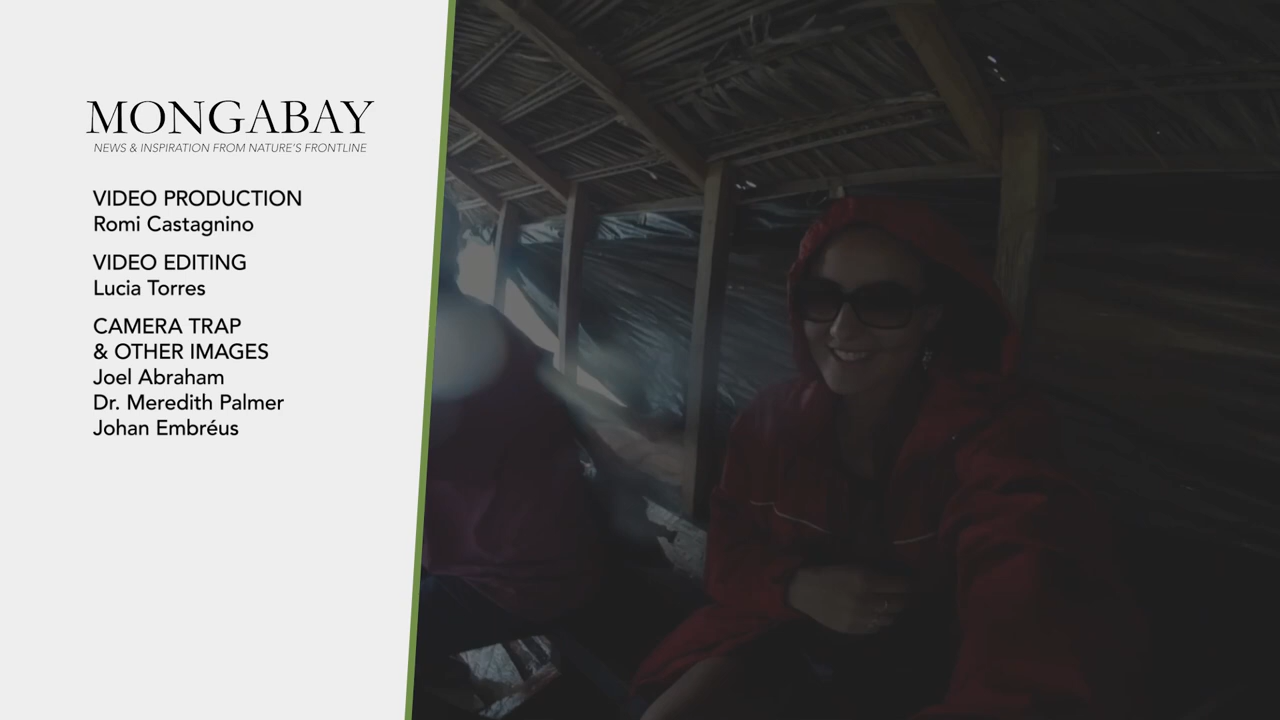 MONGABAY
NEWS & INSPIRATION FROM NATURE'S FRONTLINE
VIDEO PRODUCTION
Romi Castagnino
VIDEO EDITING
Lucia Torres
CAMERA TRAP
& OTHER IMAGES
Joel Abraham
Dr. Meredith Palmer
Johan Embréus